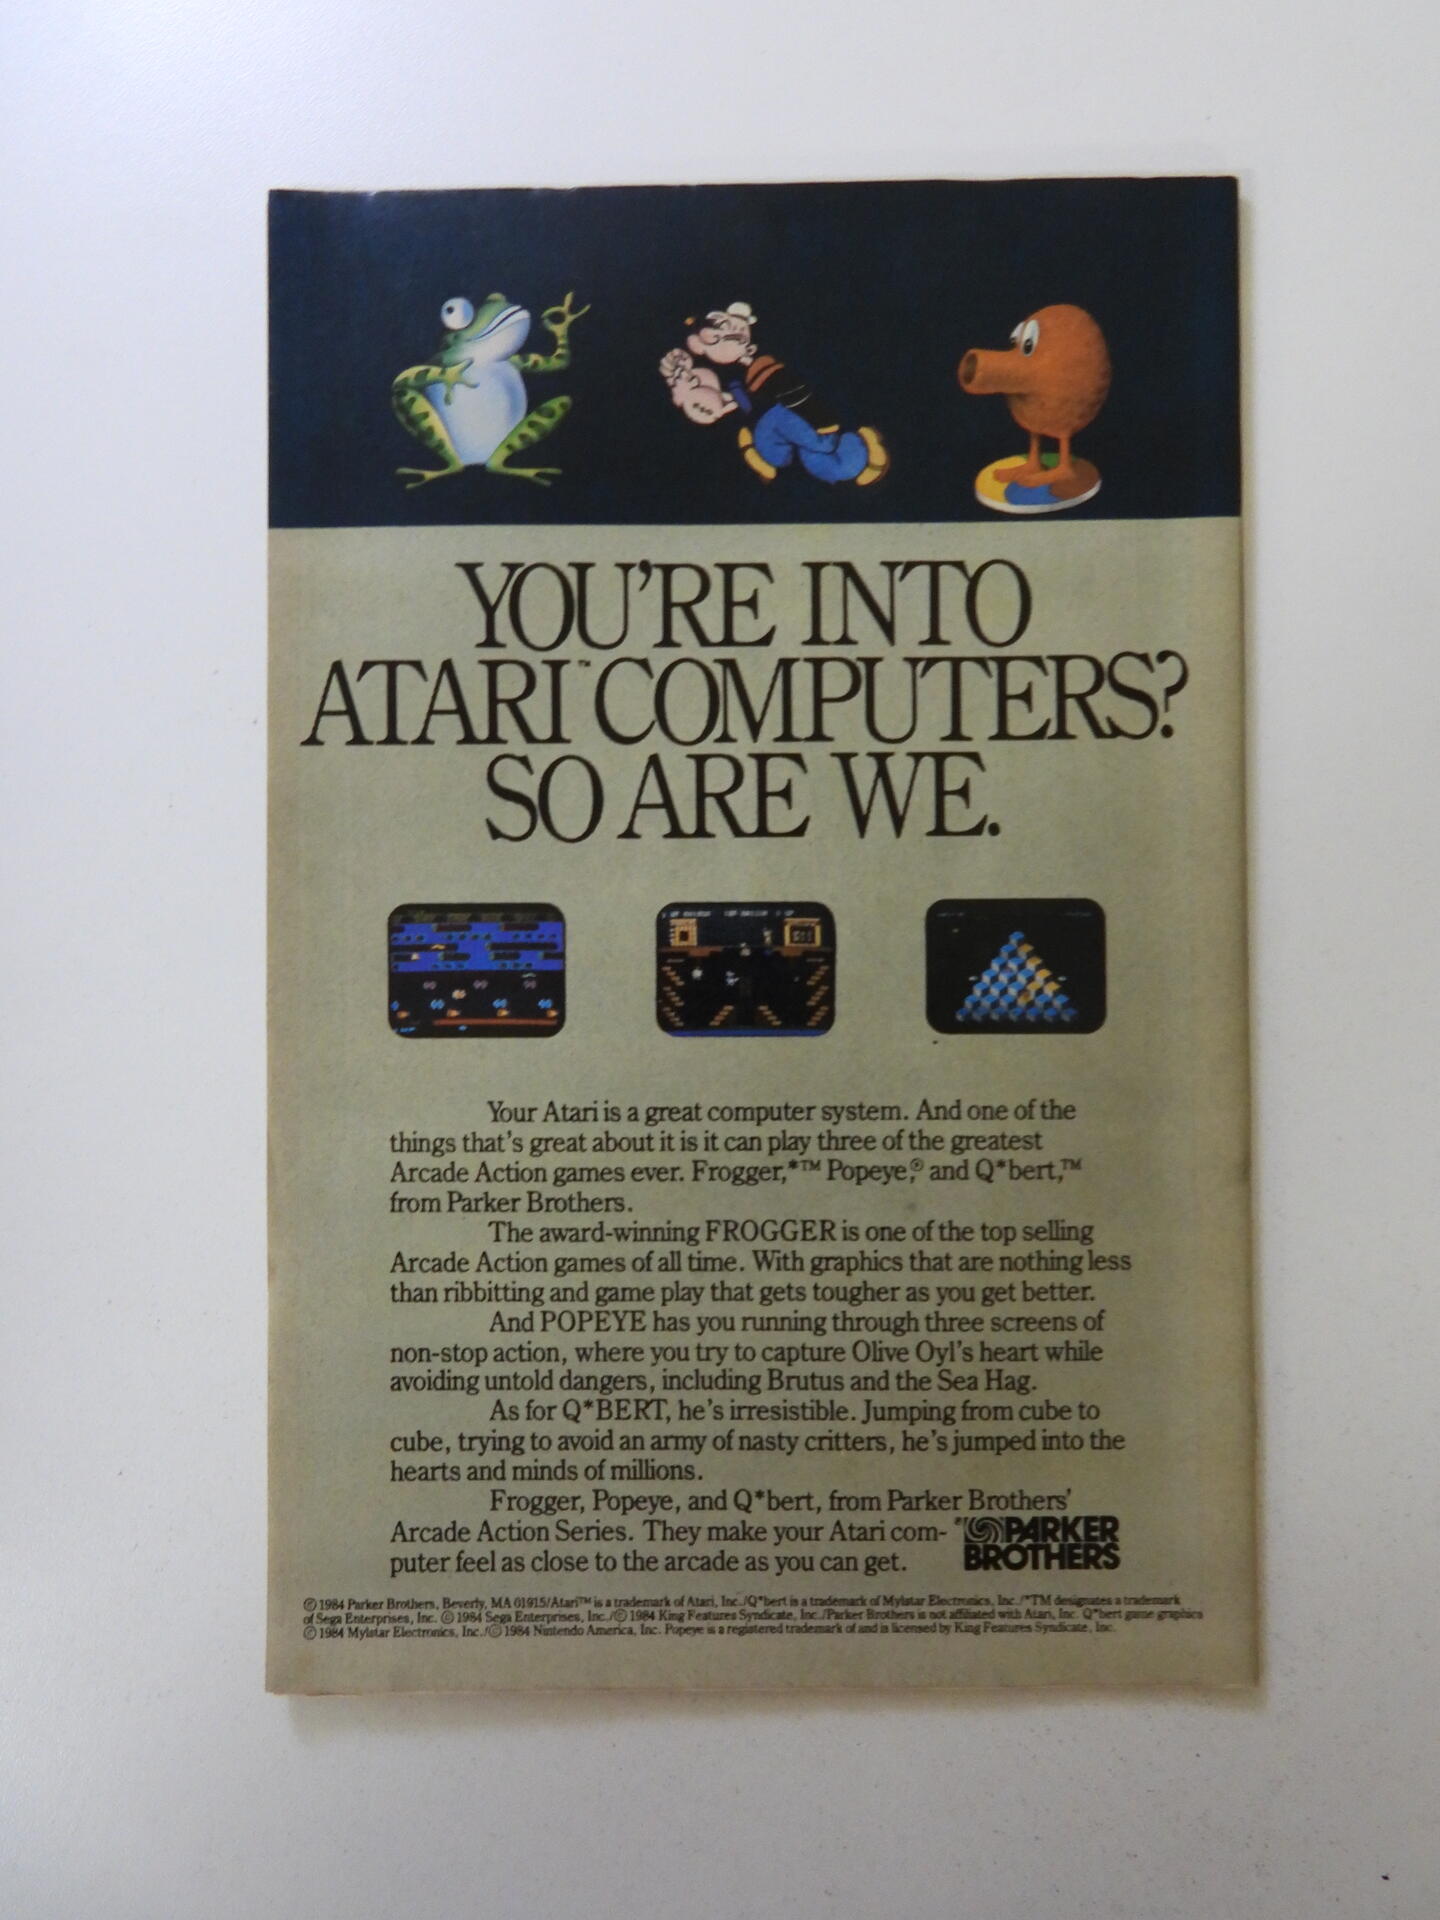 YOU'RE INTO
ATARI™ COMPUTERS?
SO ARE WE.
Your Atari is a great computer system. And one of the
things that's great about it is it can play three of the greatest
Arcade Action games ever. Frogger,*™ Popeye,® and Q*bert,™
from Parker Brothers.
The award-winning FROGGER is one of the top selling
Arcade Action games of all time. With graphics that are nothing less
than ribbitting and game play that gets tougher as you get better.
And POPEYE has you running through three screens of
non-stop action, where you try to capture Olive Oyl's heart while
avoiding untold dangers, including Brutus and the Sea Hag.
As for Q*BERT, he's irresistible. Jumping from cube to
cube, trying to avoid an army of nasty critters, he's jumped into the
hearts and minds of millions.
Frogger, Popeye, and Q*bert, from Parker Brothers'
Arcade Action Series. They make your Atari com-
puter feel as close to the arcade as you can get.
PARKER
BROTHERS
℗ 1984 Parker Brothers, Beverly, MA 01915/Atari™ is a trademark of Atari, Inc./Q*bert is a trademark of Mylstar Electronics, Inc./*TM designates a trademark
of Sega Enterprises, Inc. © 1984 Sega Enterprises, Inc./© 1984 King Features Syndicate, Inc./Parker Brothers is not affiliated with Atari, Inc. Q*bert game graphics
© 1984 Mylstar Electronics, Inc./© 1984 Nintendo America, Inc. Popeye is a registered trademark of and is licensed by King Features Syndicate, Inc.